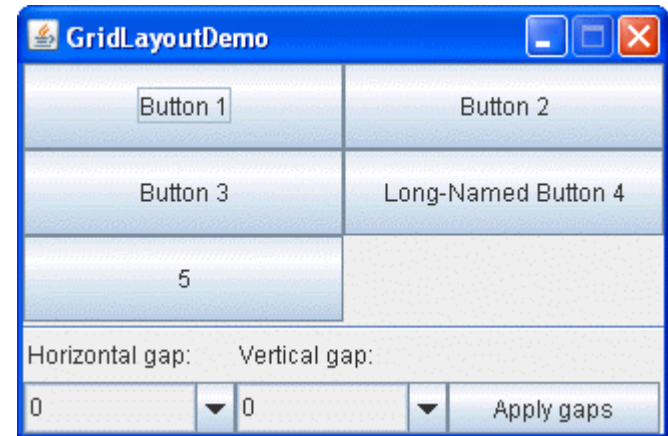 GridLayoutDemo
Button 1 Button 2
Button 3 Long-Named Button 4
5
Horizontal gap: Vertical gap:
0 0 Apply gaps